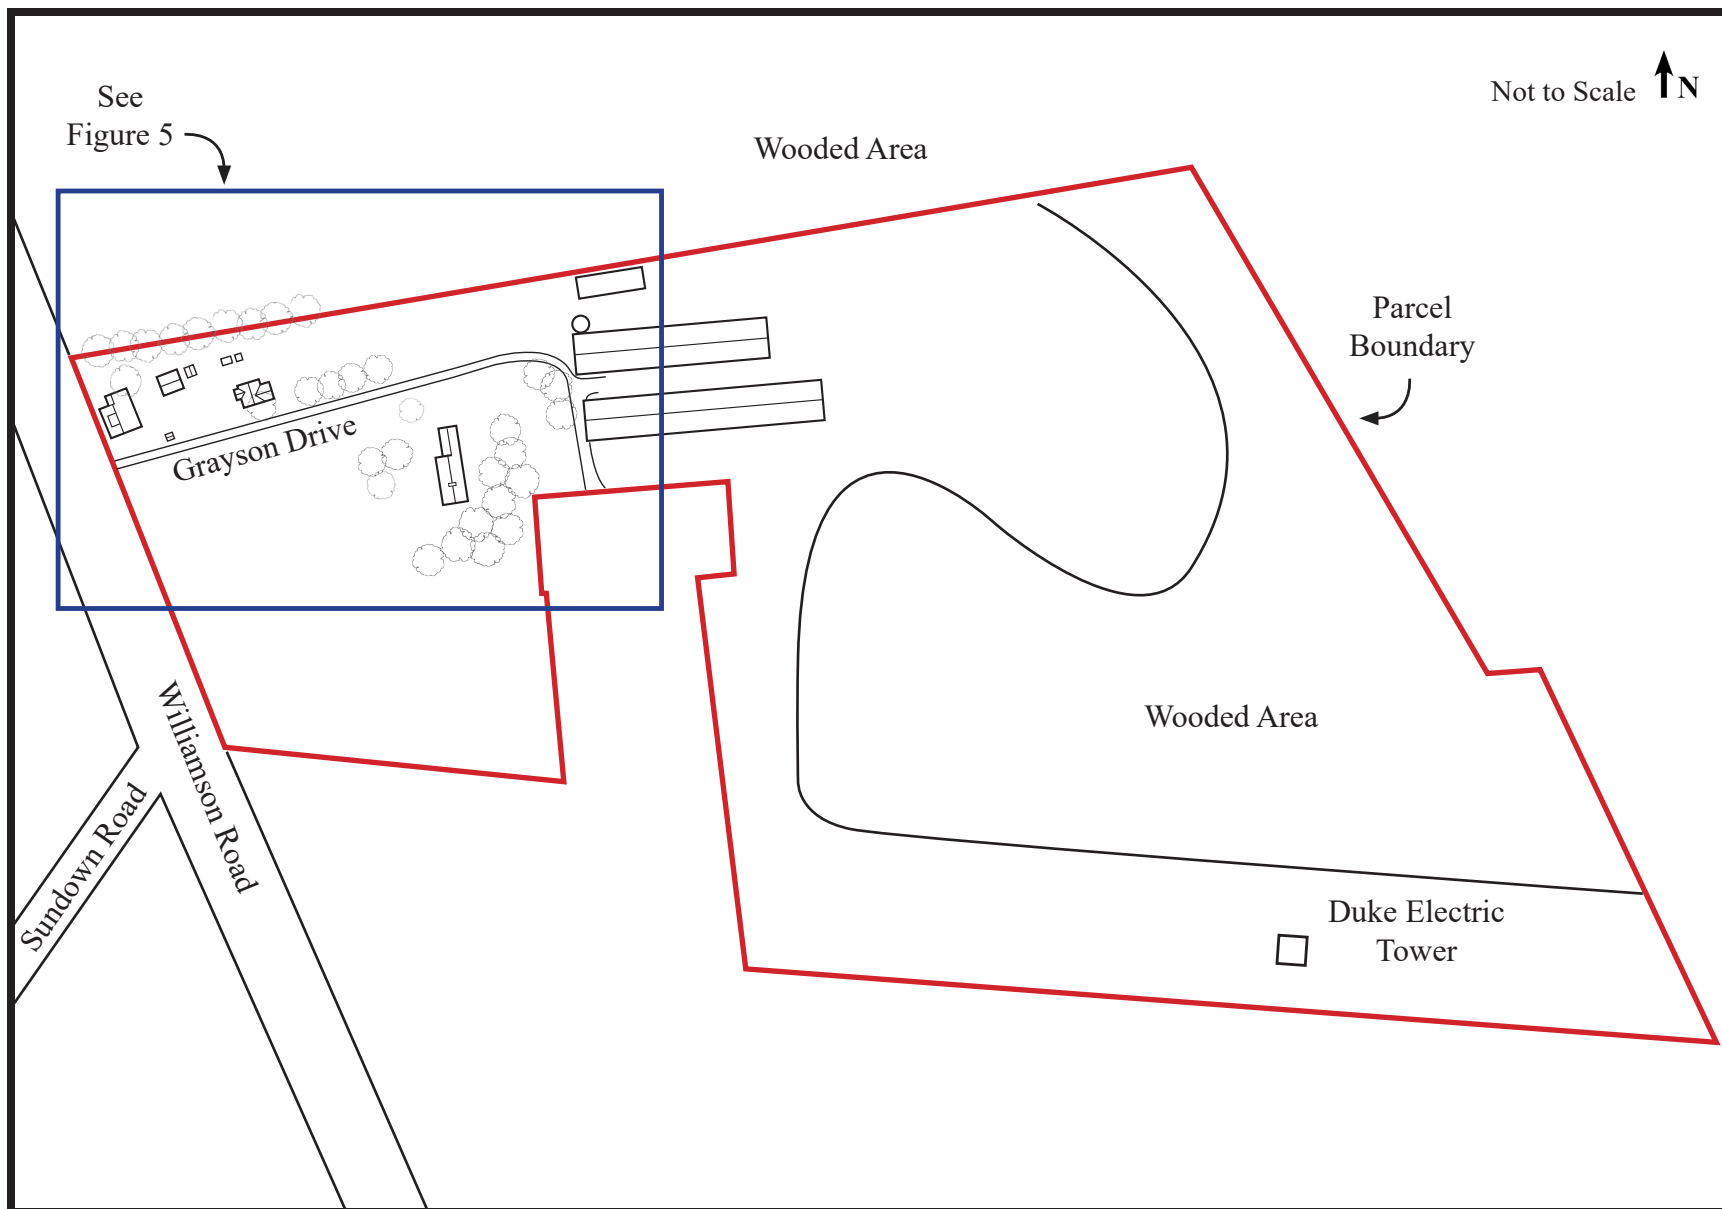 See
Figure 5
Not to Scale
N
Wooded Area
Parcel
Boundary
Grayson Drive
Williamson Road
Sundown Road
Wooded Area
Duke Electric
Tower